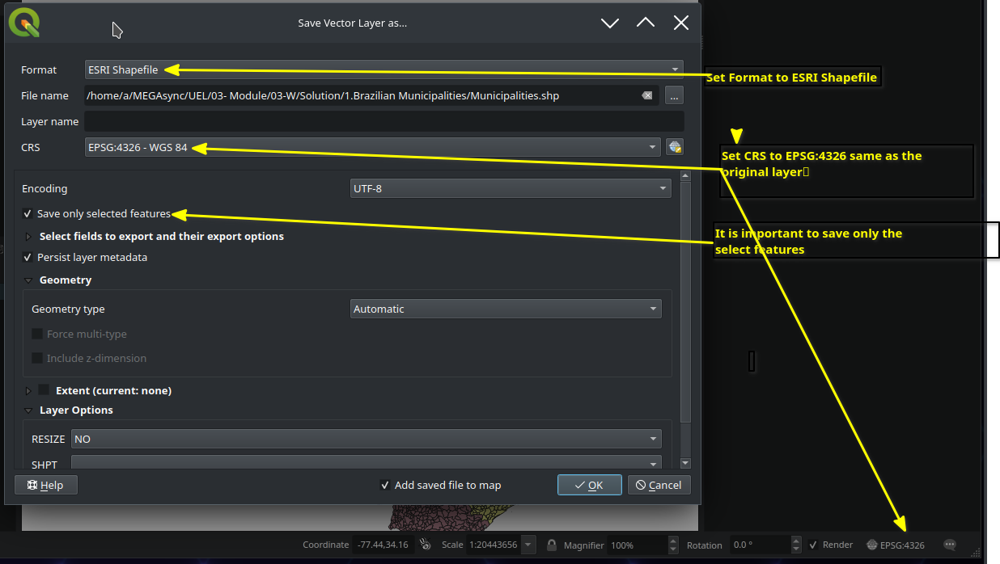 Save Vector Layer as...
Format
ESRI Shapefile
Set Format to ESRI Shapefile
File name
/home/a/MEGAsync/UEL/03- Module/03-W/Solution/1.Brazilian Municipalities/Municipalities.shp
...
Layer name
CRS
EPSG:4326 - WGS 84
Set CRS to EPSG:4326 same as the
original layer
Encoding
UTF-8
Save only selected features
It is important to save only the
select features
Select fields to export and their export options
Persist layer metadata
Geometry
Geometry type
Automatic
Force multi-type
Include z-dimension
Extent (current: none)
Layer Options
RESIZE
NO
SHPT
Help
Add saved file to map
OK
Cancel
Coordinate
-77.44,34.16
Scale
1:20443656
Magnifier
100%
Rotation
0.0 °
Render
EPSG:4326